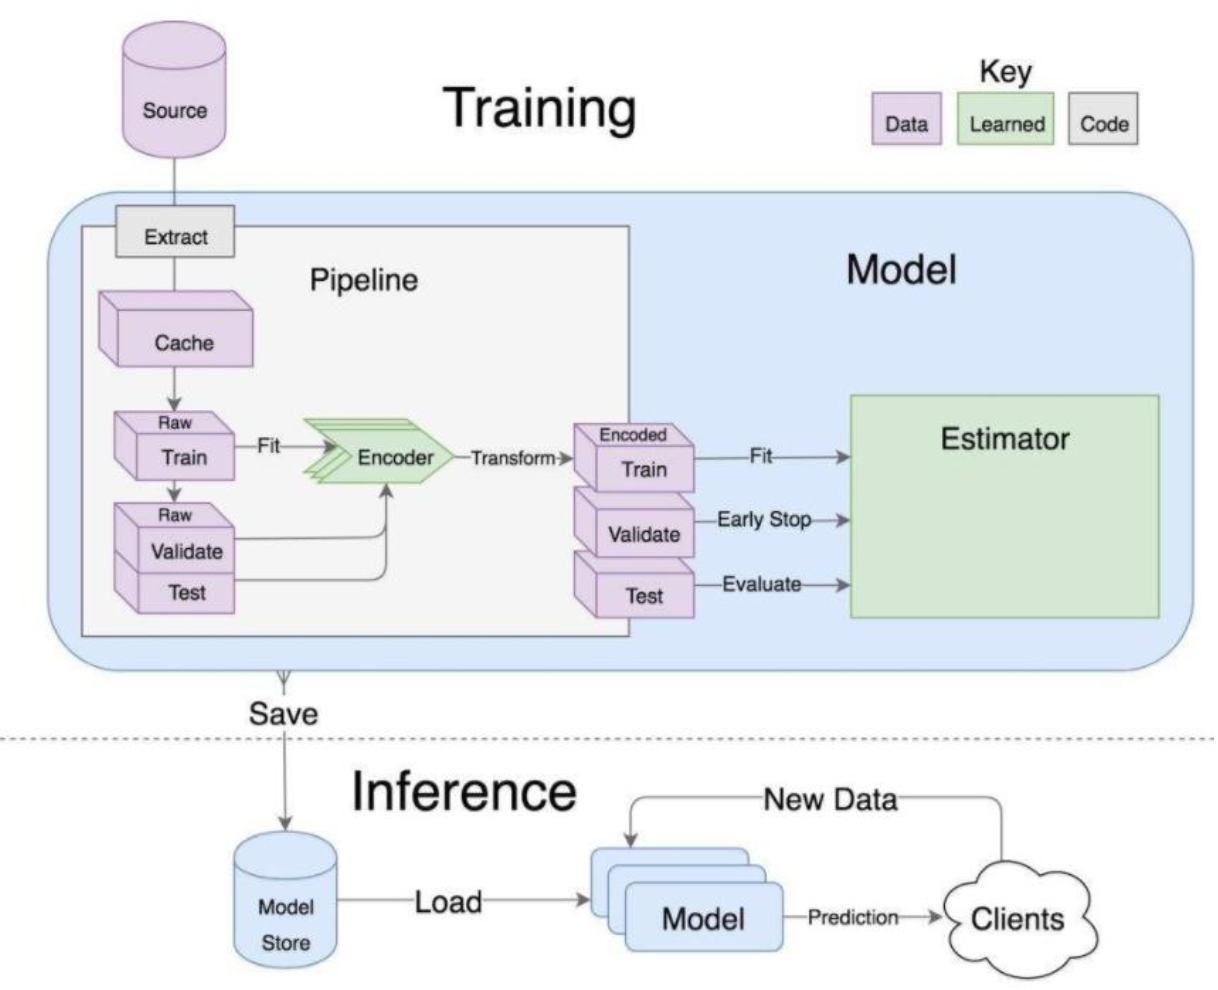 Source
Training
Key
Data
Learned
Code
Extract
Pipeline
Model
Cache
Raw
Train
Fit
Encoder
Transform
Encoded
Train
Fit
Estimator
Raw
Validate
Test
Validate
Early Stop
Test
Evaluate
Save
Inference
New Data
Model
Store
Load
Model
Prediction
Clients